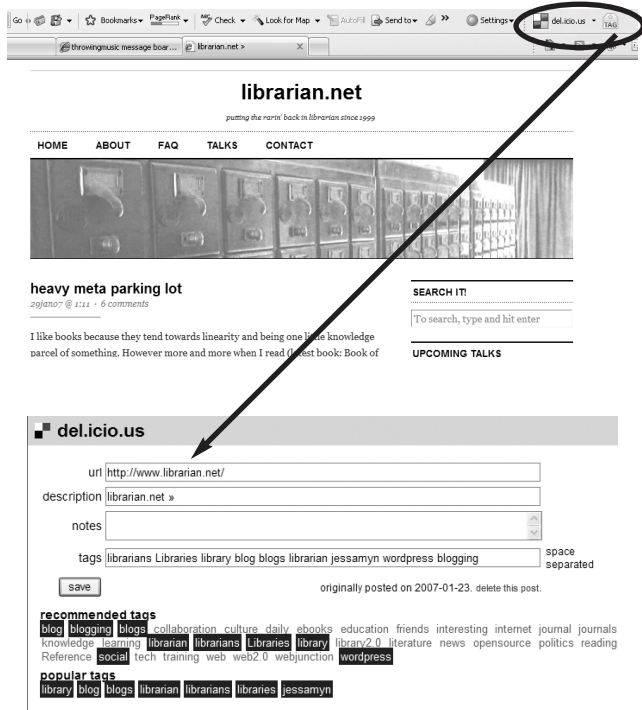 Go Bookmarks PageRank Check Look for Map AutoFill Send to Settings del.icio.us TAG
throwingmusic message boar... librarian.net » X
librarian.net
putting the rarin' back in librarian since 1999
HOME ABOUT FAQ TALKS CONTACT
heavy meta parking lot
29jan07 @ 1:11 · 6 comments
I like books because they tend towards linearity and being one little knowledge
parcel of something. However more and more when I read (latest book: Book of
SEARCH IT!
To search, type and hit enter
UPCOMING TALKS
del.icio.us
url http://www.librarian.net/
description librarian.net »
notes
tags librarians Libraries library blog blogs librarian jessamyn wordpress blogging space separated
save originally posted on 2007-01-23. delete this post.
recommended tags
blog blogging blogs collaboration culture daily ebooks education friends interesting internet journal journals
knowledge learning librarian librarians Libraries library library2.0 literature news opensource politics reading
Reference social tech training web web2.0 webjunction wordpress
popular tags
library blog blogs librarian librarians libraries jessamyn